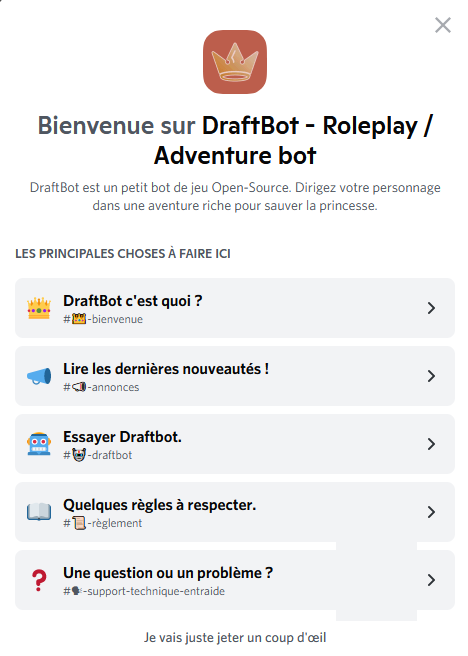 Bienvenue sur DraftBot - Roleplay /
Adventure bot
DraftBot est un petit bot de jeu Open-Source. Dirigez votre personnage
dans une aventure riche pour sauver la princesse.
LES PRINCIPALES CHOSES À FAIRE ICI
DraftBot c'est quoi ?
#👑-bienvenue
Lire les dernières nouveautés !
#📢-annonces
Essayer Draftbot.
#🤡-draftbot
Quelques règles à respecter.
#📜-règlement
Une question ou un problème ?
#🗣-support-technique-entraide
Je vais juste jeter un coup d'œil